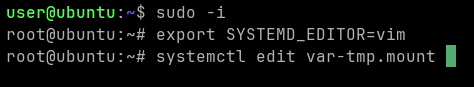 user@ubuntu:~$ sudo -i
root@ubuntu:~# export SYSTEMD_EDITOR=vim
root@ubuntu:~# systemctl edit var-tmp.mount